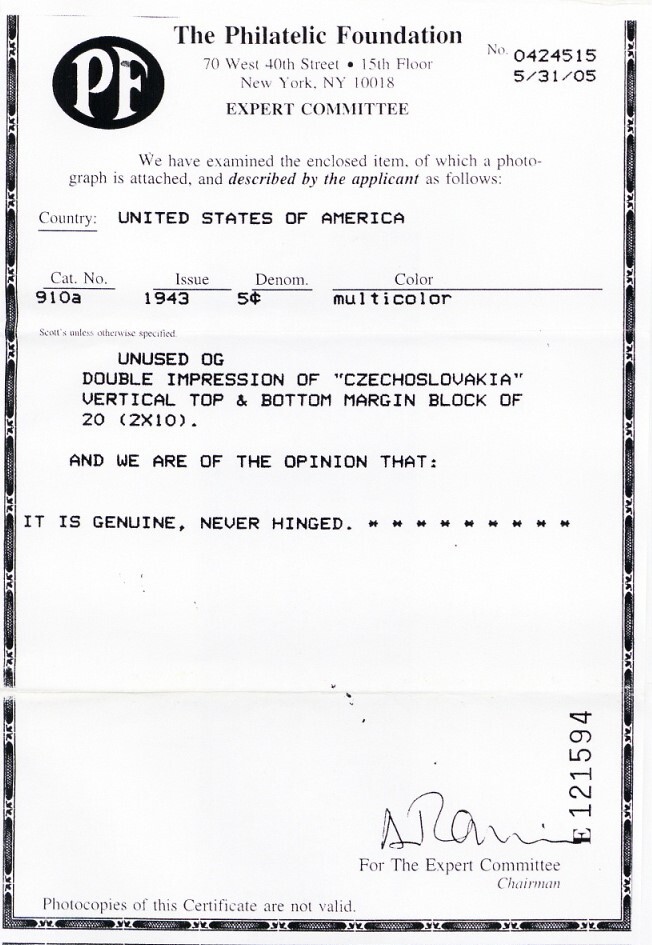 PF
The Philatelic Foundation
70 West 40th Street • 15th Floor
New York, NY 10018
EXPERT COMMITTEE
No. 0424515
5/31/05
We have examined the enclosed item, of which a photo-
graph is attached, and described by the applicant as follows:
Country: UNITED STATES OF AMERICA
Cat. No. Issue Denom. Color
910a 1943 5¢ multicolor
Scott's unless otherwise specified.
UNUSED OG
DOUBLE IMPRESSION OF "CZECHOSLOVAKIA"
VERTICAL TOP & BOTTOM MARGIN BLOCK OF
20 (2X10).
AND WE ARE OF THE OPINION THAT:
IT IS GENUINE, NEVER HINGED. * * * * * * * * *
E 121594
For The Expert Committee
Chairman
Photocopies of this Certificate are not valid.